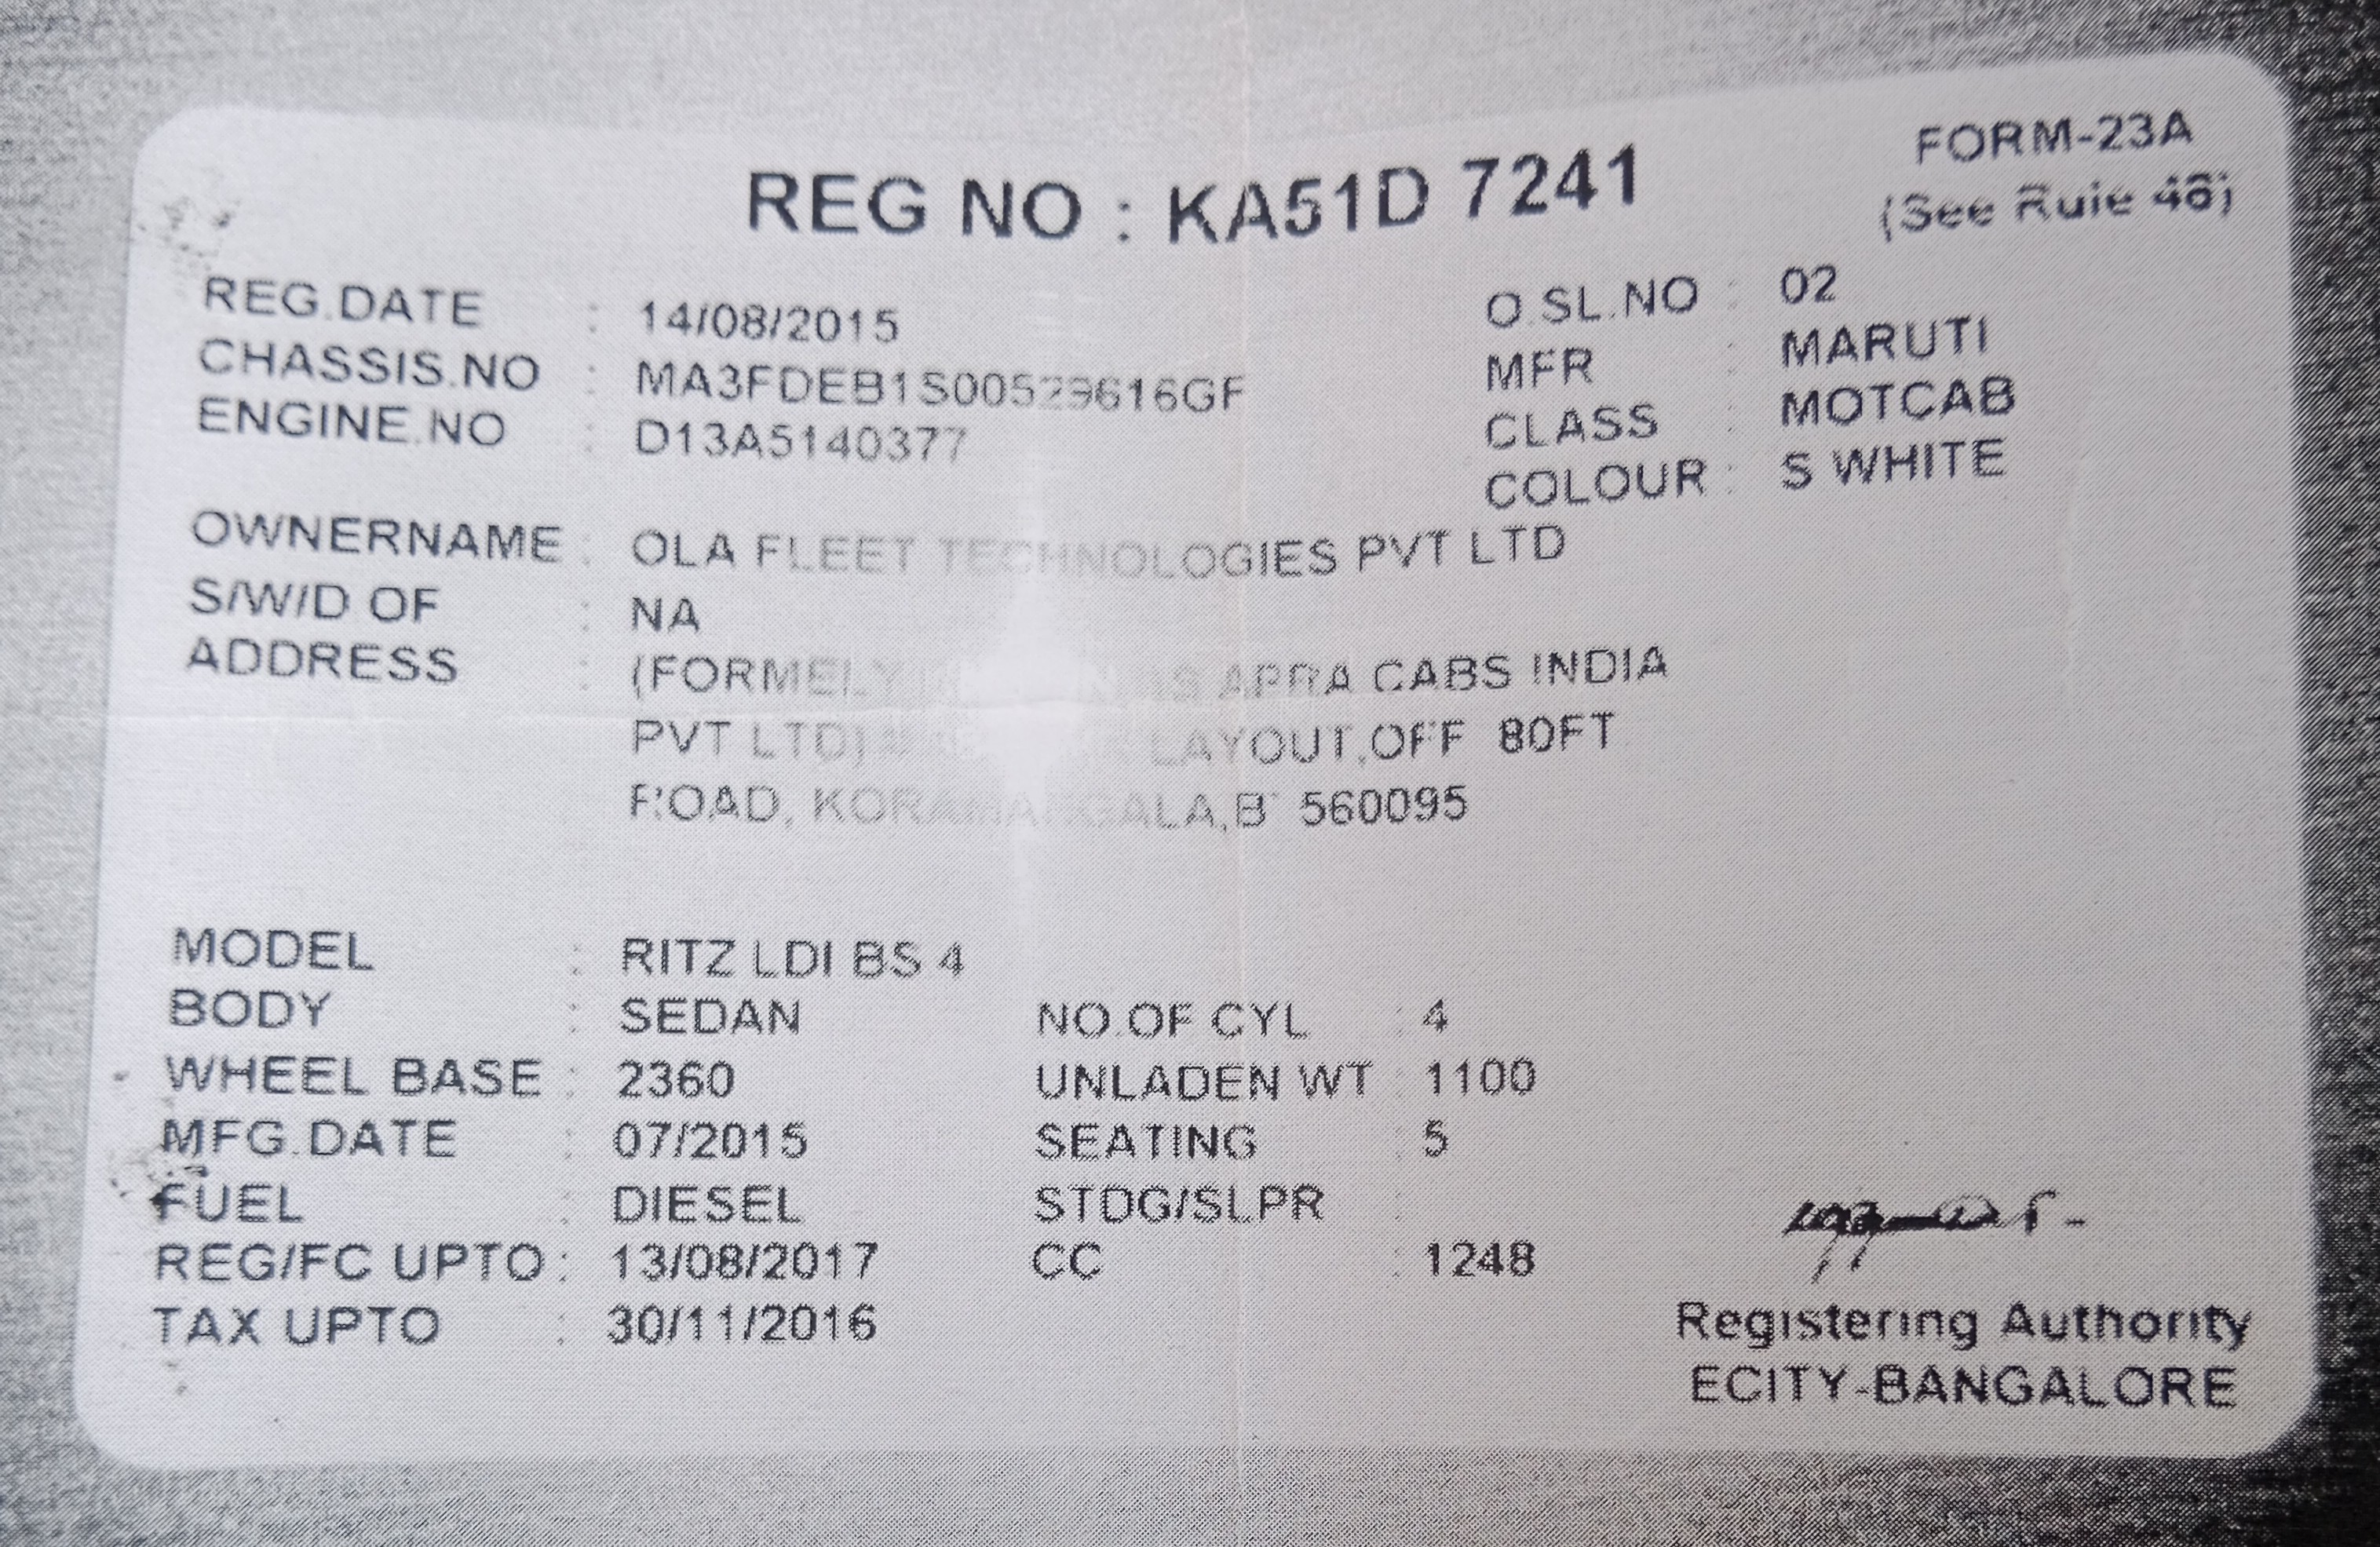 FORM-23A
REG NO : KA51D 7241
(See Rule 48)
REG.DATE : 14/08/2015 O.SL.NO : 02
CHASSIS.NO : MA3FDEB1S00529616GF MFR : MARUTI
ENGINE.NO : D13A5140377 CLASS : MOTCAB
COLOUR : S WHITE
OWNERNAME : OLA FLEET TECHNOLOGIES PVT LTD
S/W/D OF : NA
ADDRESS : (FORMELY AS APRA CABS INDIA
PVT LTD) LAYOUT,OFF 80FT
ROAD, KORAMANGALA,B 560095
MODEL : RITZ LDI BS 4
BODY : SEDAN NO.OF CYL : 4
WHEEL BASE : 2360 UNLADEN WT : 1100
MFG.DATE : 07/2015 SEATING : 5
FUEL : DIESEL STDG/SLPR :
REG/FC UPTO : 13/08/2017 CC : 1248
TAX UPTO : 30/11/2016
Registering Authority
ECITY-BANGALORE